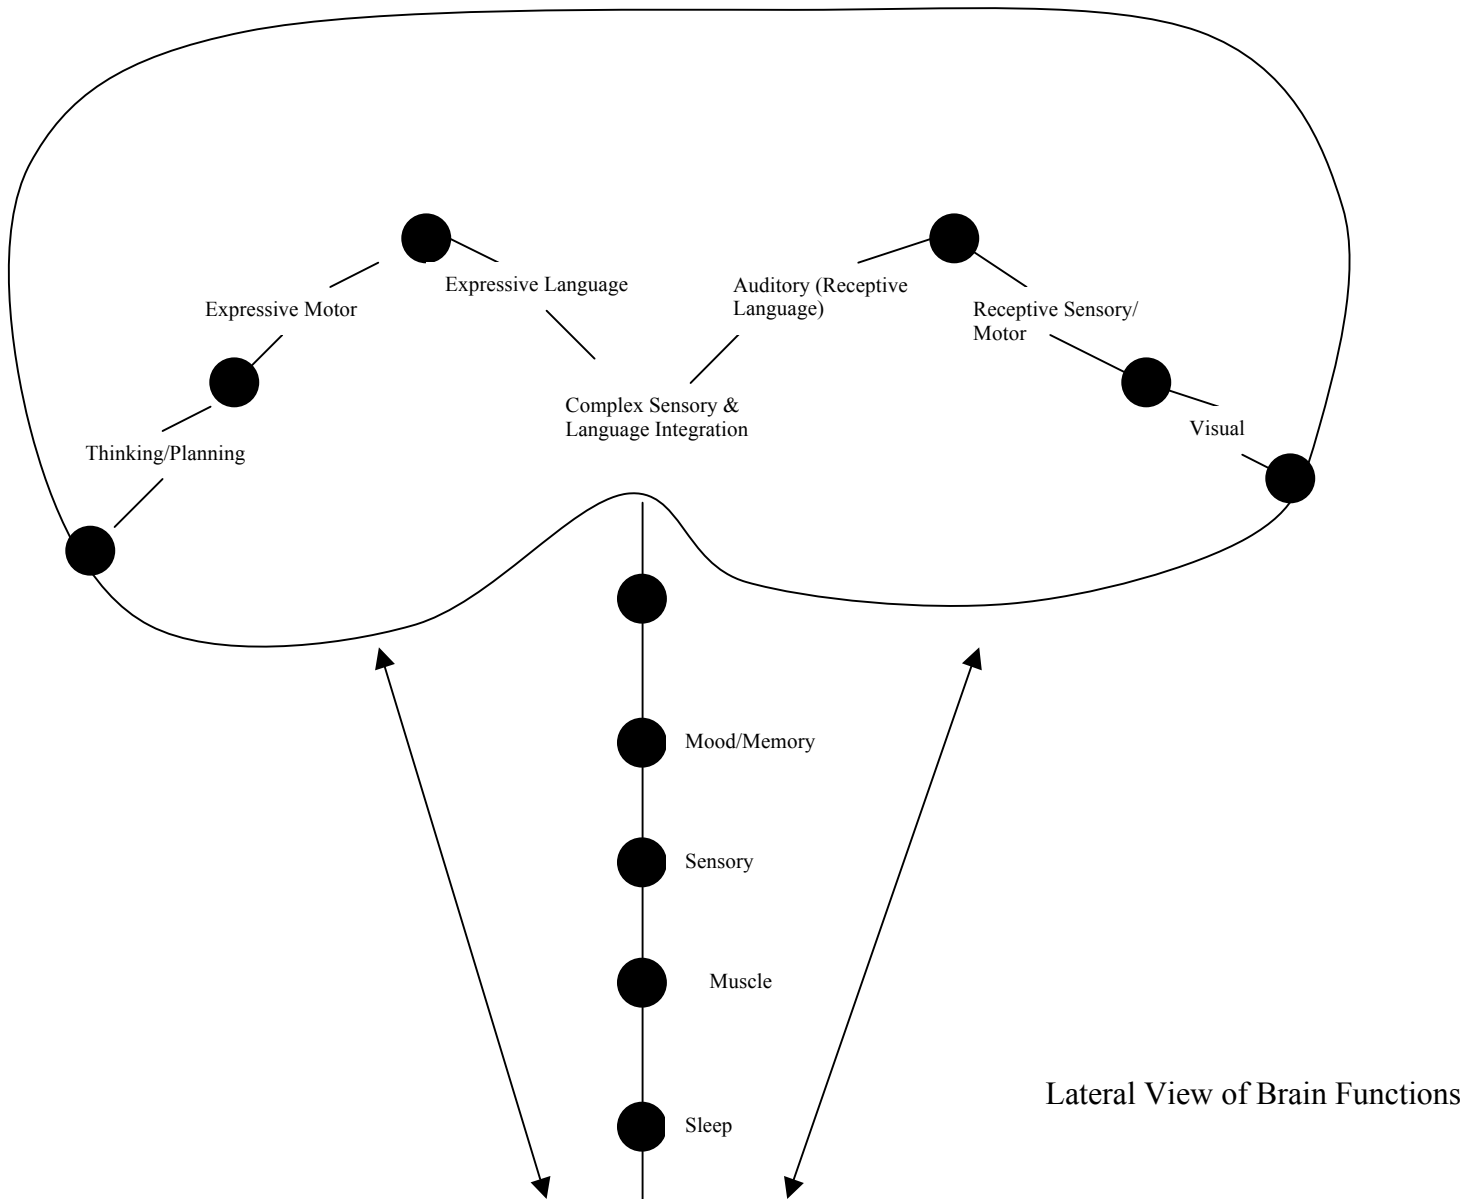 Expressive Language
Auditory (Receptive
Language)
Expressive Motor
Receptive Sensory/
Motor
Complex Sensory &
Language Integration
Visual
Thinking/Planning
Mood/Memory
Sensory
Muscle
Lateral View of Brain Functions
Sleep